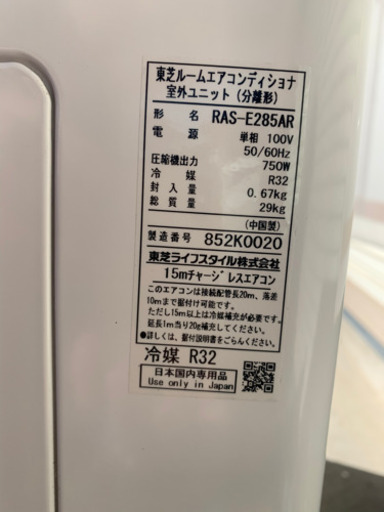 東芝ルームエアコンディショナ
室外ユニット（分離形）
形名 RAS-E285AR
電源 単相 100V
50/60Hz
圧縮機出力 750W
冷媒 R32
封入量 0.67kg
総質量 29kg
（中国製）
製造番号 852K0020
東芝ライフスタイル株式会社
15mチャージレスエアコン
このエアコンは接続配管長20m、落差
10mまで据付け可能です。
ただし15m以上は冷媒補充が必要です。
延長1m当り20g補充してください。
●詳しくは、据付説明書をごらんください。
冷媒 R32
日本国内専用品
Use only in Japan